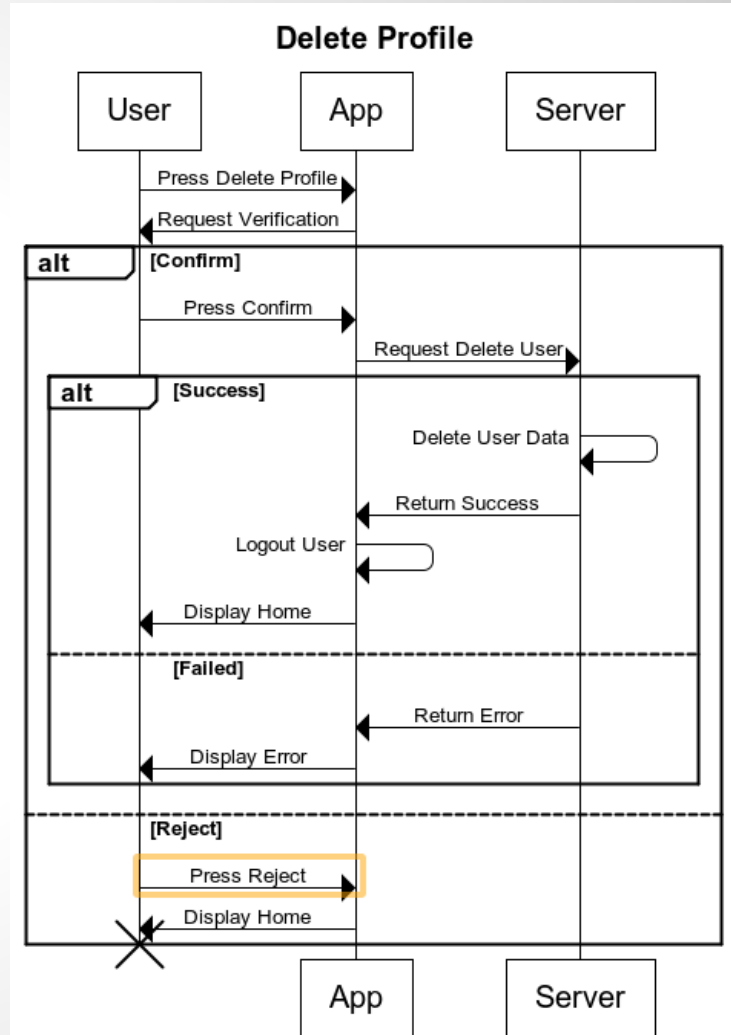 Delete Profile
User App Server
Press Delete Profile
Request Verification
alt [Confirm]
Press Confirm
Request Delete User
alt [Success]
Delete User Data
Return Success
Logout User
Display Home
[Failed]
Return Error
Display Error
[Reject]
Press Reject
Display Home
App Server